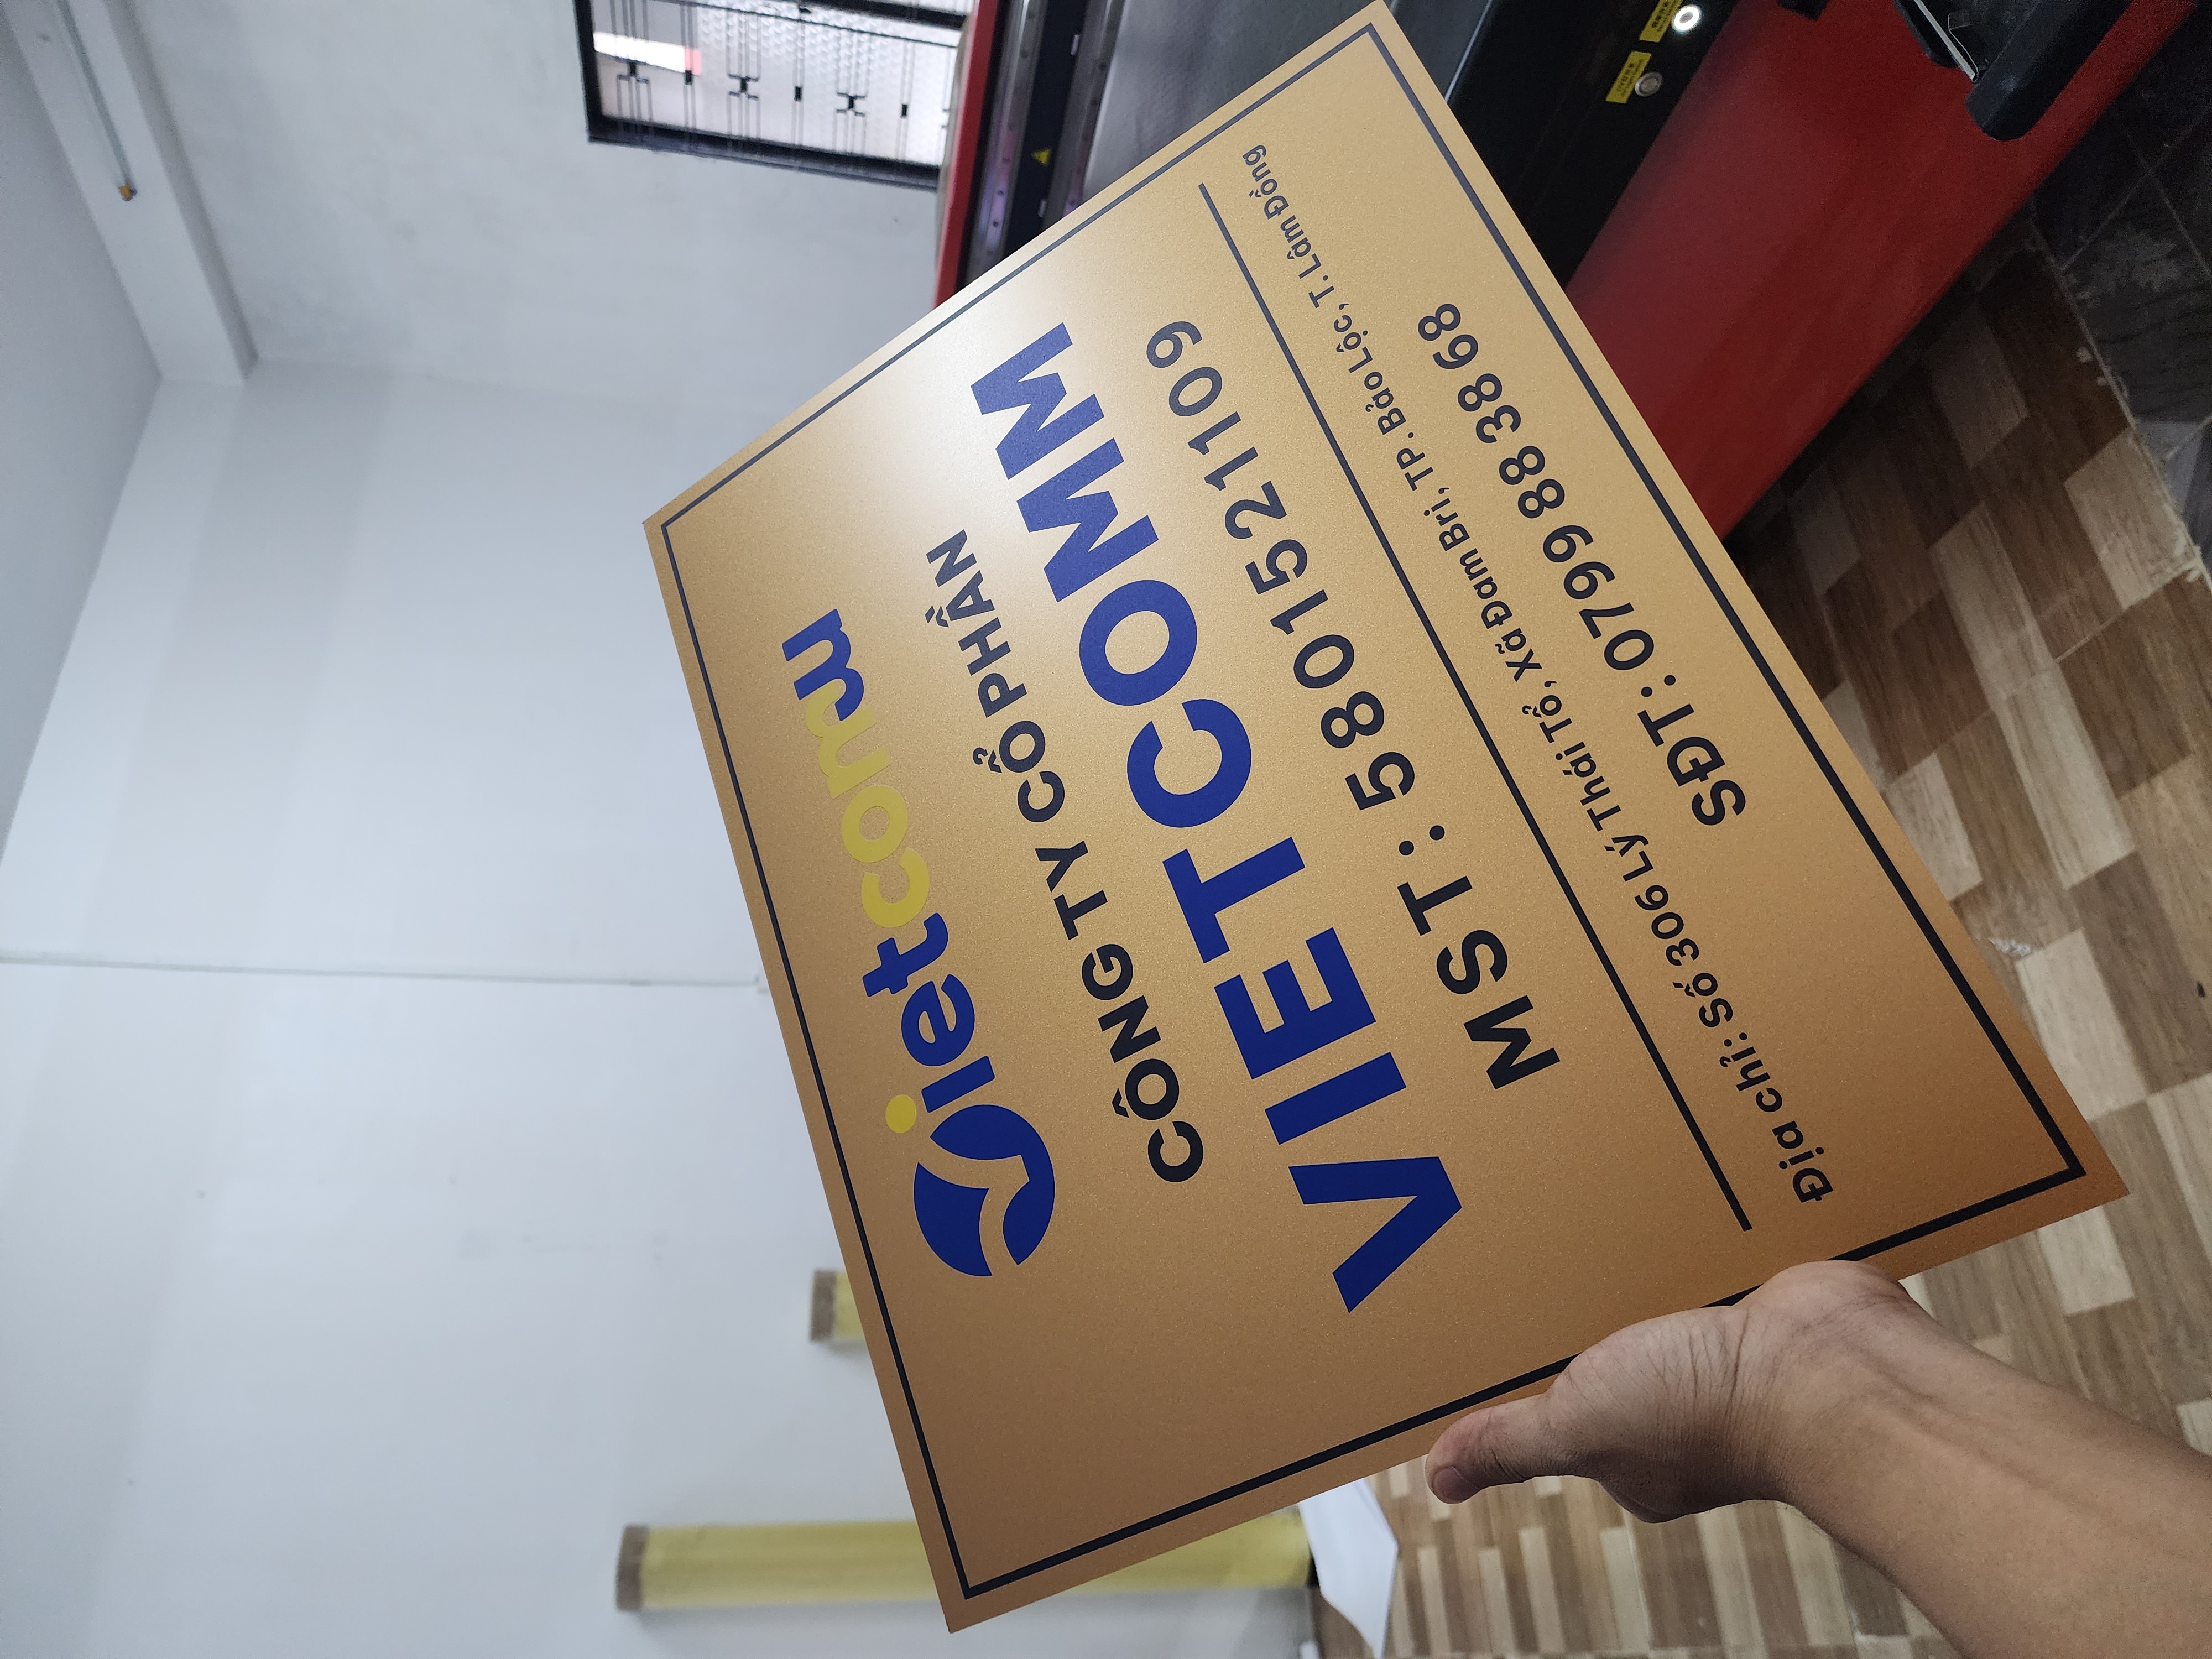 Vietcomm
CÔNG TY CỔ PHẦN
VIETCOMM
MST: 5801521109
Địa chỉ: Số 306 Lý Thái Tổ, Xã Đam Bri, TP. Bảo Lộc, T. Lâm Đồng
SĐT: 0799 88 38 68